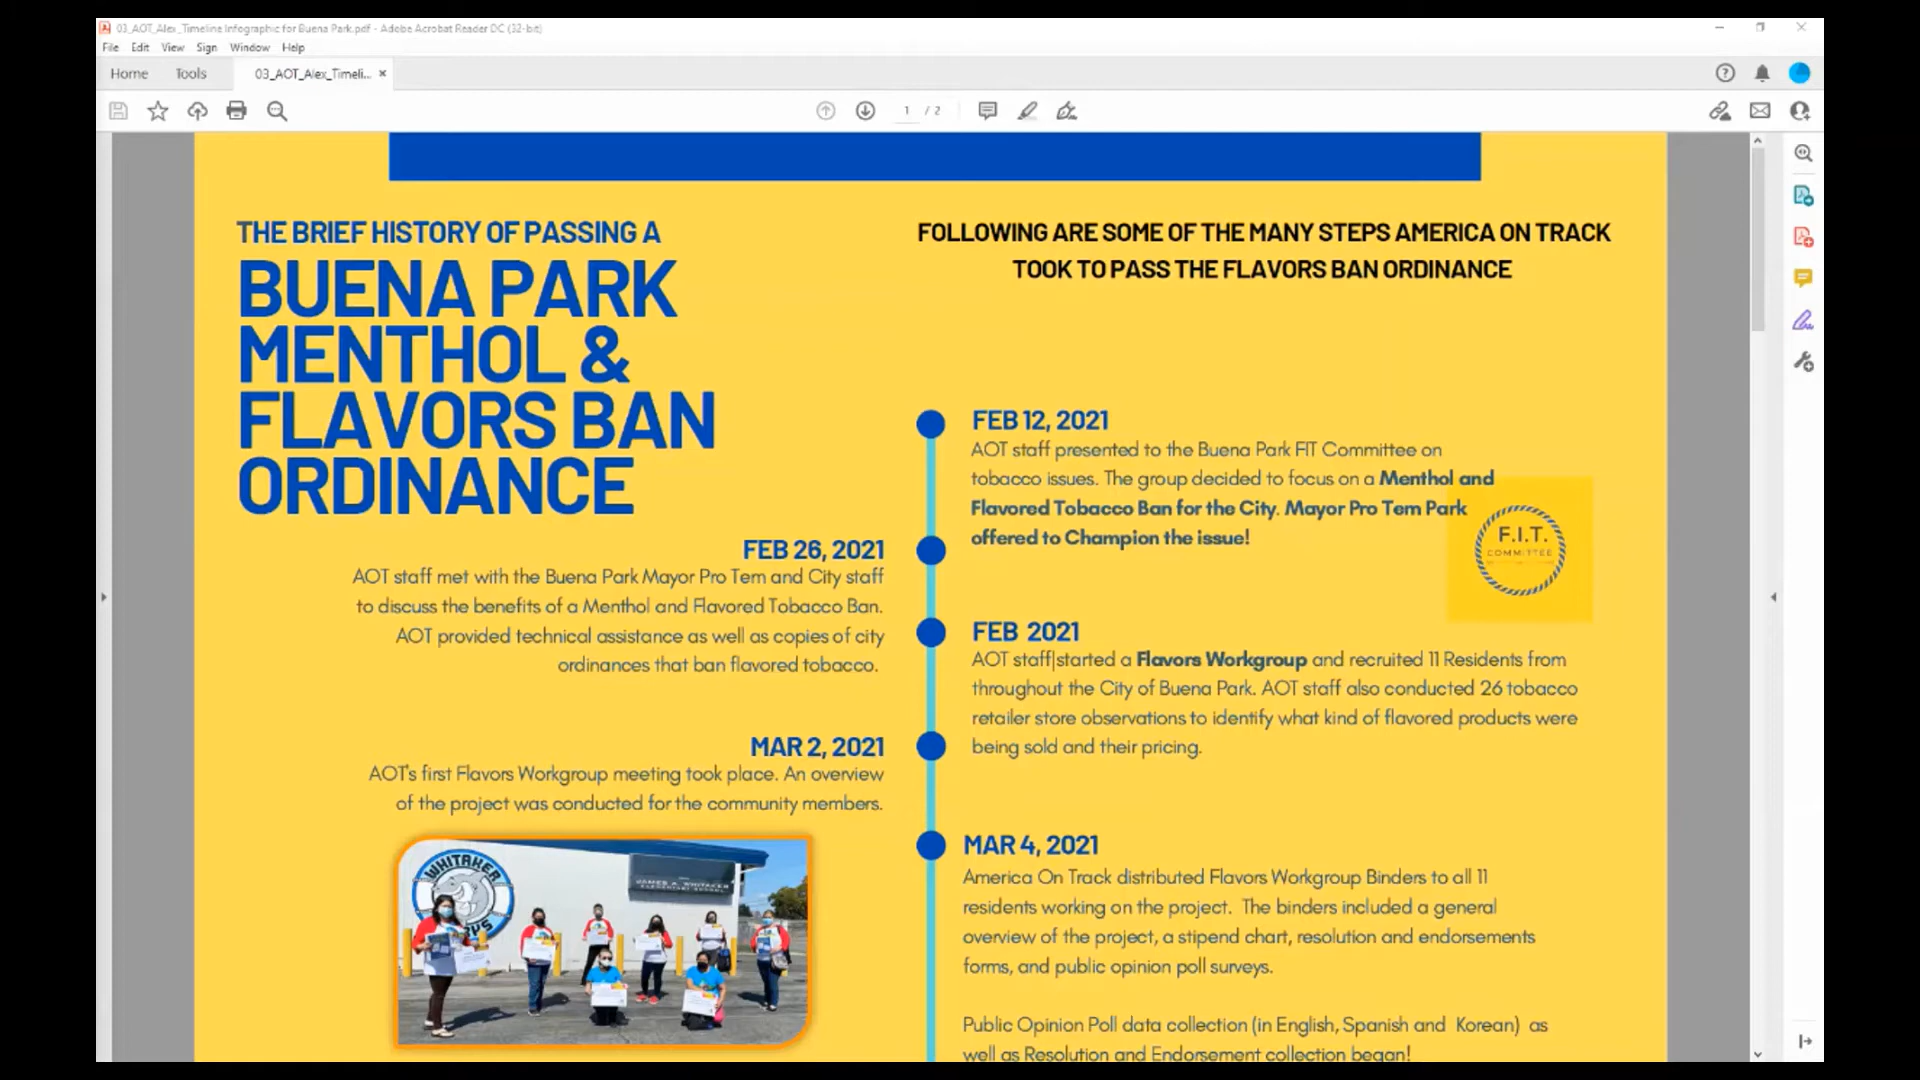 03_AOT_Alex_Timeline Infographic for Buena Park.pdf - Adobe Acrobat Reader DC (32-bit)
File Edit View Sign Window Help
Home Tools 03_AOT_Alex_Timeli... ×
1 / 2
THE BRIEF HISTORY OF PASSING A
BUENA PARK
MENTHOL &
FLAVORS BAN
ORDINANCE
FOLLOWING ARE SOME OF THE MANY STEPS AMERICA ON TRACK
TOOK TO PASS THE FLAVORS BAN ORDINANCE
FEB 12, 2021
AOT staff presented to the Buena Park FIT Committee on
tobacco issues. The group decided to focus on a Menthol and
Flavored Tobacco Ban for the City. Mayor Pro Tem Park
offered to Champion the issue!
F.I.T.
COMMITTEE
FEB 26, 2021
AOT staff met with the Buena Park Mayor Pro Tem and City staff
to discuss the benefits of a Menthol and Flavored Tobacco Ban.
AOT provided technical assistance as well as copies of city
ordinances that ban flavored tobacco.
FEB 2021
AOT staff started a Flavors Workgroup and recruited 11 Residents from
throughout the City of Buena Park. AOT staff also conducted 26 tobacco
retailer store observations to identify what kind of flavored products were
being sold and their pricing.
MAR 2, 2021
AOT's first Flavors Workgroup meeting took place. An overview
of the project was conducted for the community members.
WHITAKER
JAMES A. WHITAKER
ELEMENTARY SCHOOL
MAR 4, 2021
America On Track distributed Flavors Workgroup Binders to all 11
residents working on the project. The binders included a general
overview of the project, a stipend chart, resolution and endorsements
forms, and public opinion poll surveys.
Public Opinion Poll data collection (in English, Spanish and Korean) as
well as Resolution and Endorsement collection began!